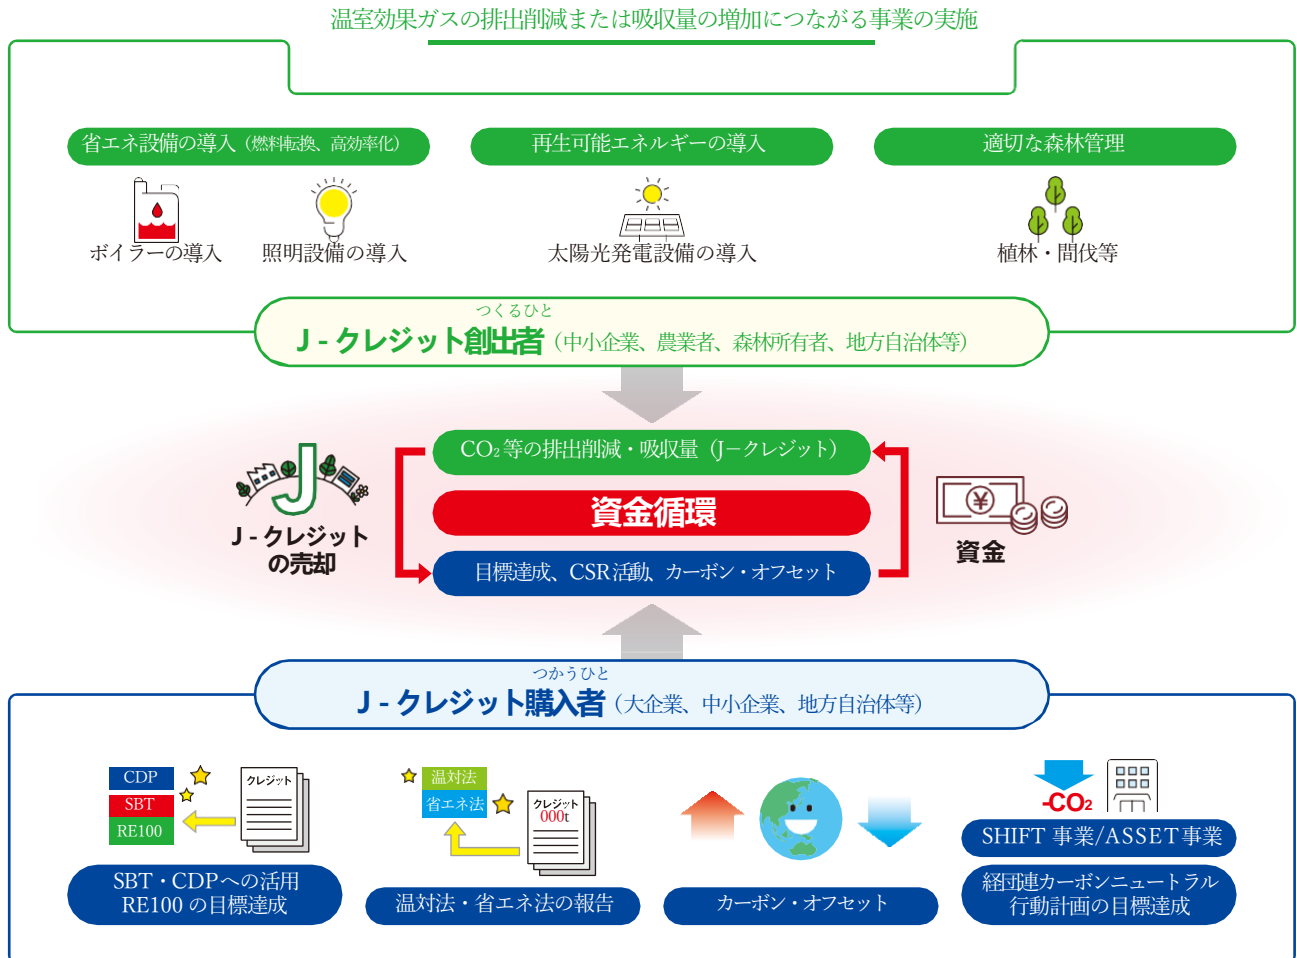 温室効果ガスの排出削減または吸収量の増加につながる事業の実施
省エネ設備の導入（燃料転換、高効率化）
再生可能エネルギーの導入
適切な森林管理
ボイラーの導入
照明設備の導入
太陽光発電設備の導入
植林・間伐等
つくるひと
J-クレジット創出者（中小企業、農業者、森林所有者、地方自治体等）
CO₂等の排出削減・吸収量（J－クレジット）
資金循環
目標達成、CSR活動、カーボン・オフセット
J
J-クレジット
の売却
¥
資金
つかうひと
J-クレジット購入者（大企業、中小企業、地方自治体等）
CDP
SBT
RE100
クレジット
SBT・CDPへの活用
RE100の目標達成
温対法
省エネ法
クレジット
000t
温対法・省エネ法の報告
カーボン・オフセット
-CO₂
SHIFT事業/ASSET事業
経団連カーボンニュートラル
行動計画の目標達成